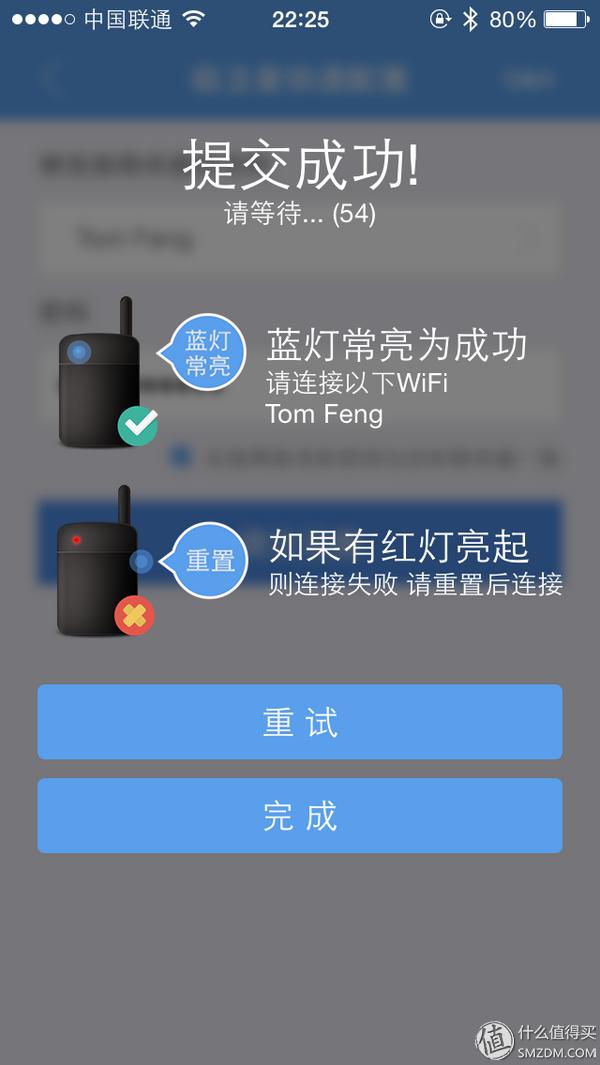 中国联通
22:25
80%
提交成功!
请等待... (54)
Tom Feng
蓝灯
常亮
蓝灯常亮为成功
请连接以下WiFi
Tom Feng
重置
如果有红灯亮起
则连接失败 请重置后连接
重 试
完 成
值
什么值得买
SMZDM.COM